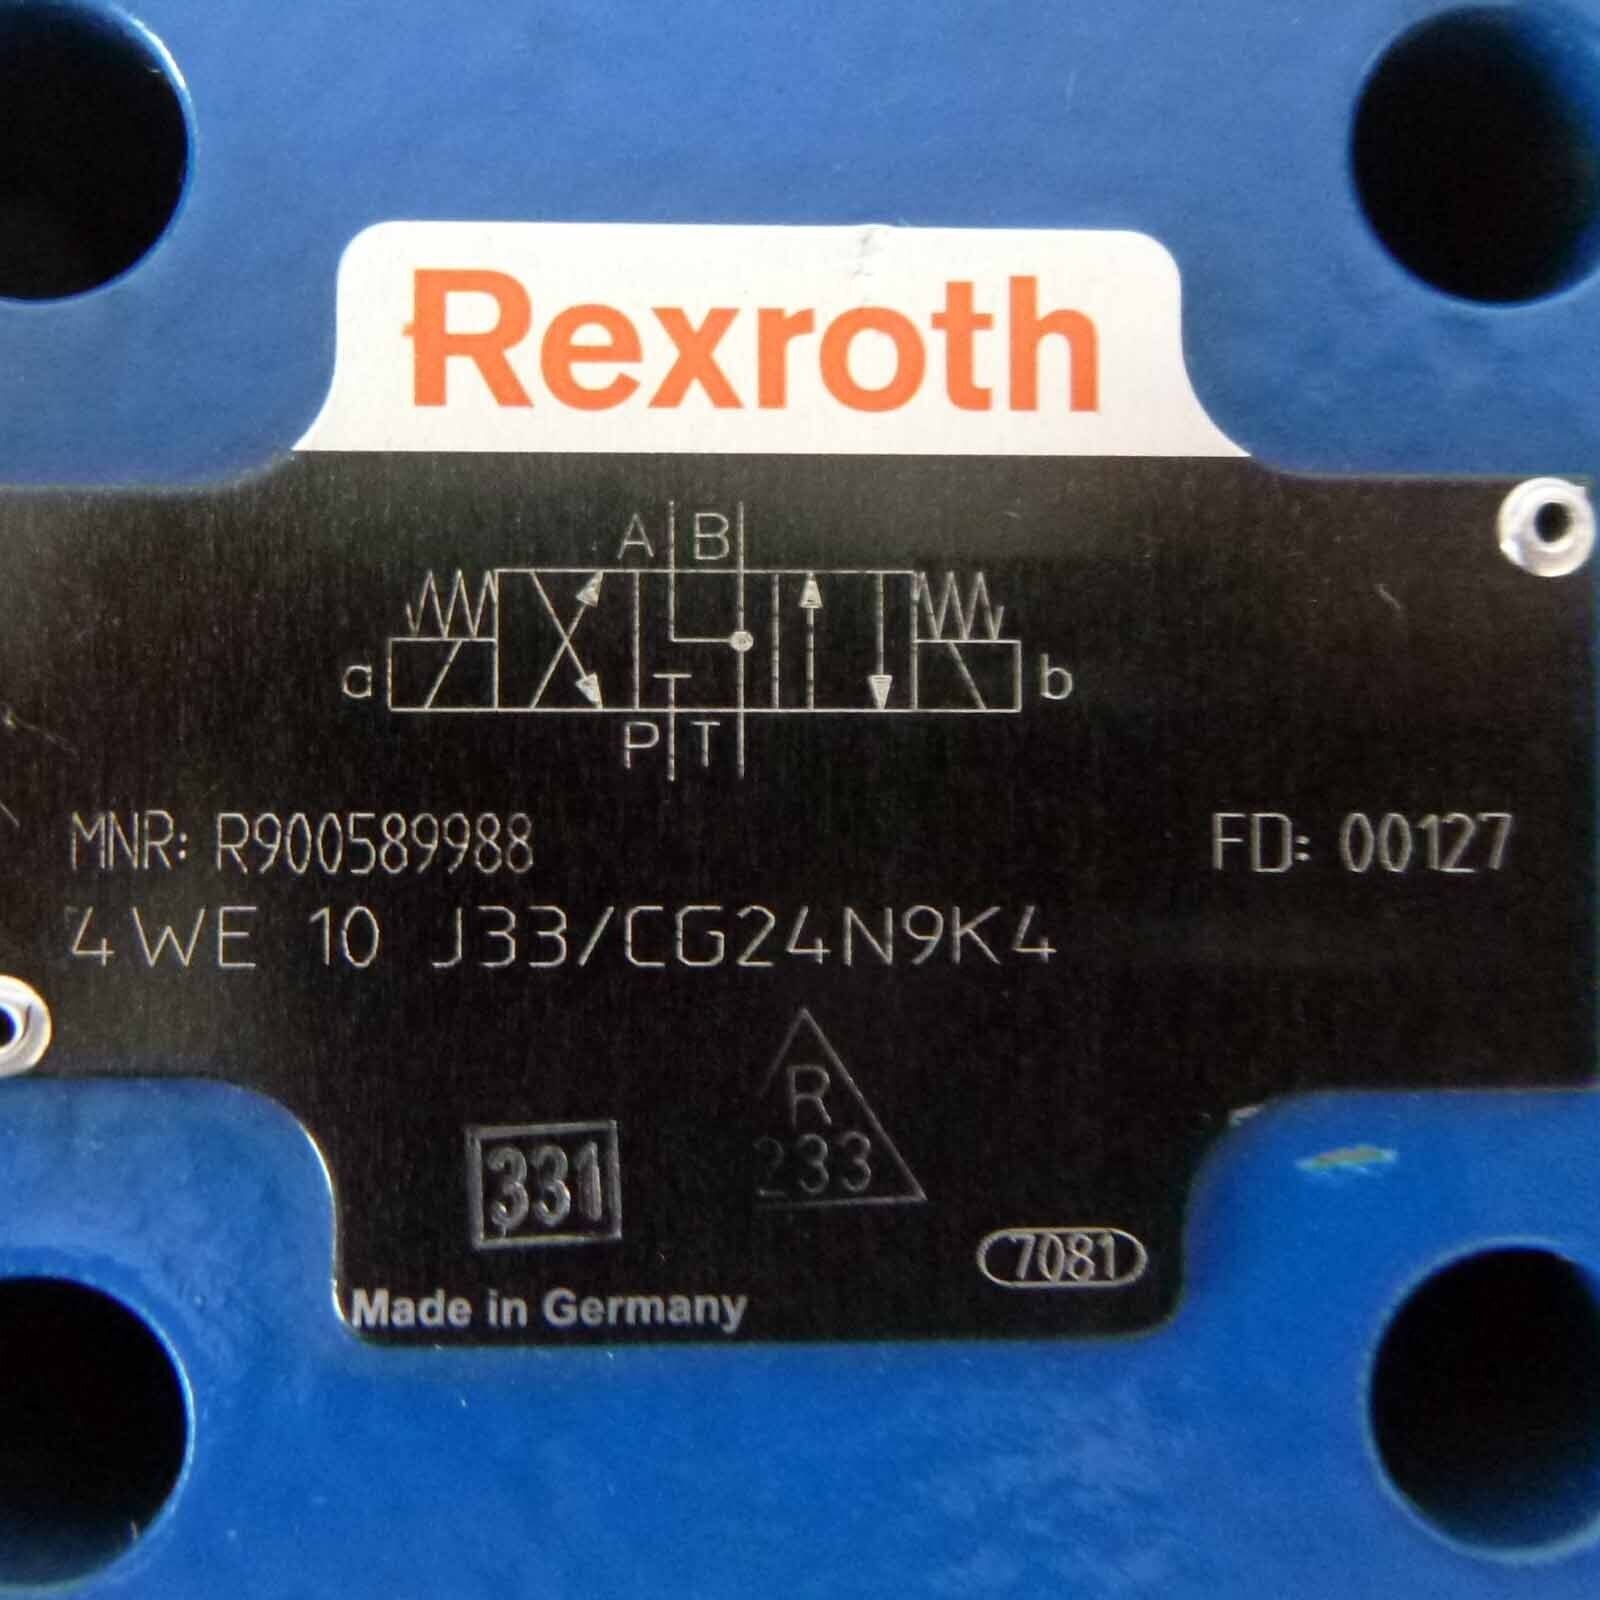 Rexroth
A B
a b
P T
MNR: R900589988 FD: 00127
4WE 10 J33/CG24N9K4
R
331 233
7081
Made in Germany